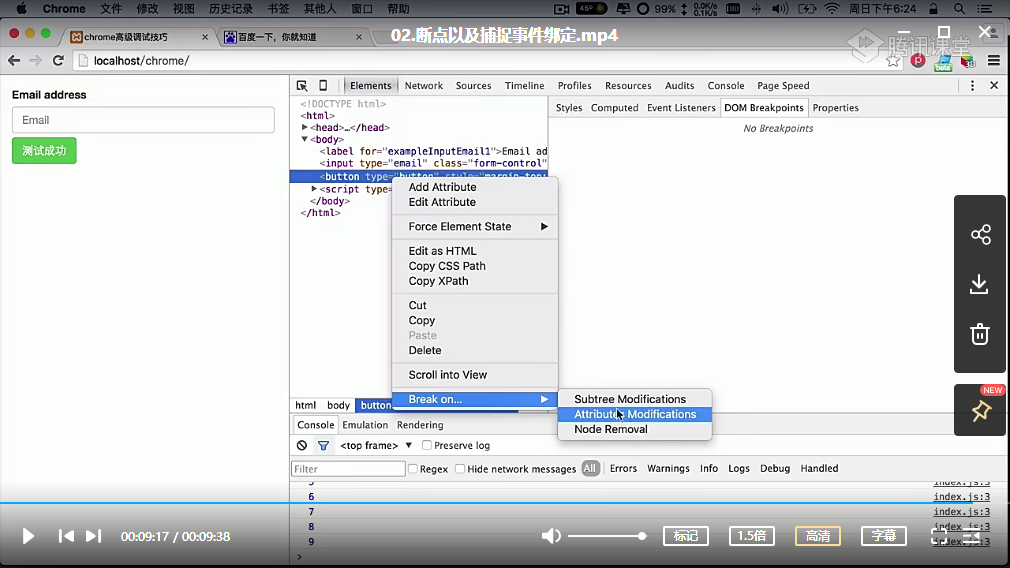 Chrome 文件 修改 视图 历史记录 书签 其他人 窗口 帮助 45° 99% 0.0K/s 0.1K/s 周日下午6:24
chrome高级调试技巧 百度一下，你就知道 02.断点以及捕捉事件绑定.mp4
腾讯课堂
localhost/chrome/
Email address
Email
测试成功
Elements Network Sources Timeline Profiles Resources Audits Console Page Speed
<!DOCTYPE html>
<html>
<head>…</head>
<body>
<label for="exampleInputEmail1">Email ad
<input type="email" class="form-control"
<button type="button" style="margin-top:
<script type=
</body>
</html>
Styles Computed Event Listeners DOM Breakpoints Properties
No Breakpoints
Add Attribute
Edit Attribute
Force Element State
Edit as HTML
Copy CSS Path
Copy XPath
Cut
Copy
Paste
Delete
Scroll into View
Break on...
Subtree Modifications
Attributes Modifications
Node Removal
NEW
html body button
Console Emulation Rendering
<top frame> Preserve log
Filter Regex Hide network messages All Errors Warnings Info Logs Debug Handled
5 index.js:3
6 index.js:3
7 index.js:3
8 index.js:3
9 index.js:3
>
00:09:17 / 00:09:38 标记 1.5倍 高清 字幕